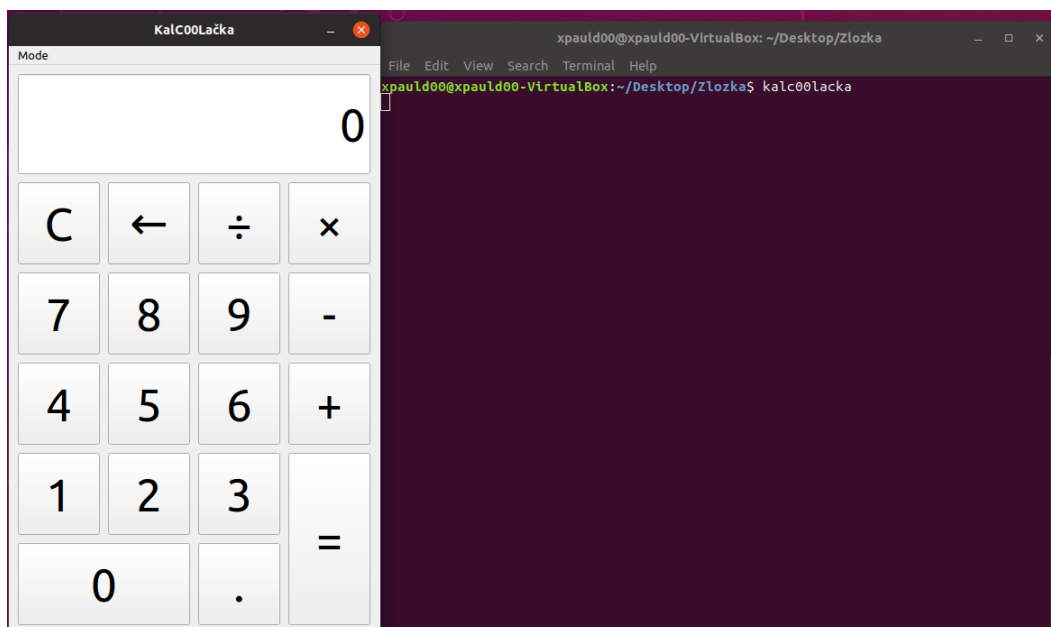 KalC00Lačka
Mode
0
C ← ÷ ×
7 8 9 -
4 5 6 +
1 2 3 =
0 .
xpauld00@xpauld00-VirtualBox: ~/Desktop/Zlozka
File Edit View Search Terminal Help
xpauld00@xpauld00-VirtualBox:~/Desktop/Zlozka$ kalc00lacka